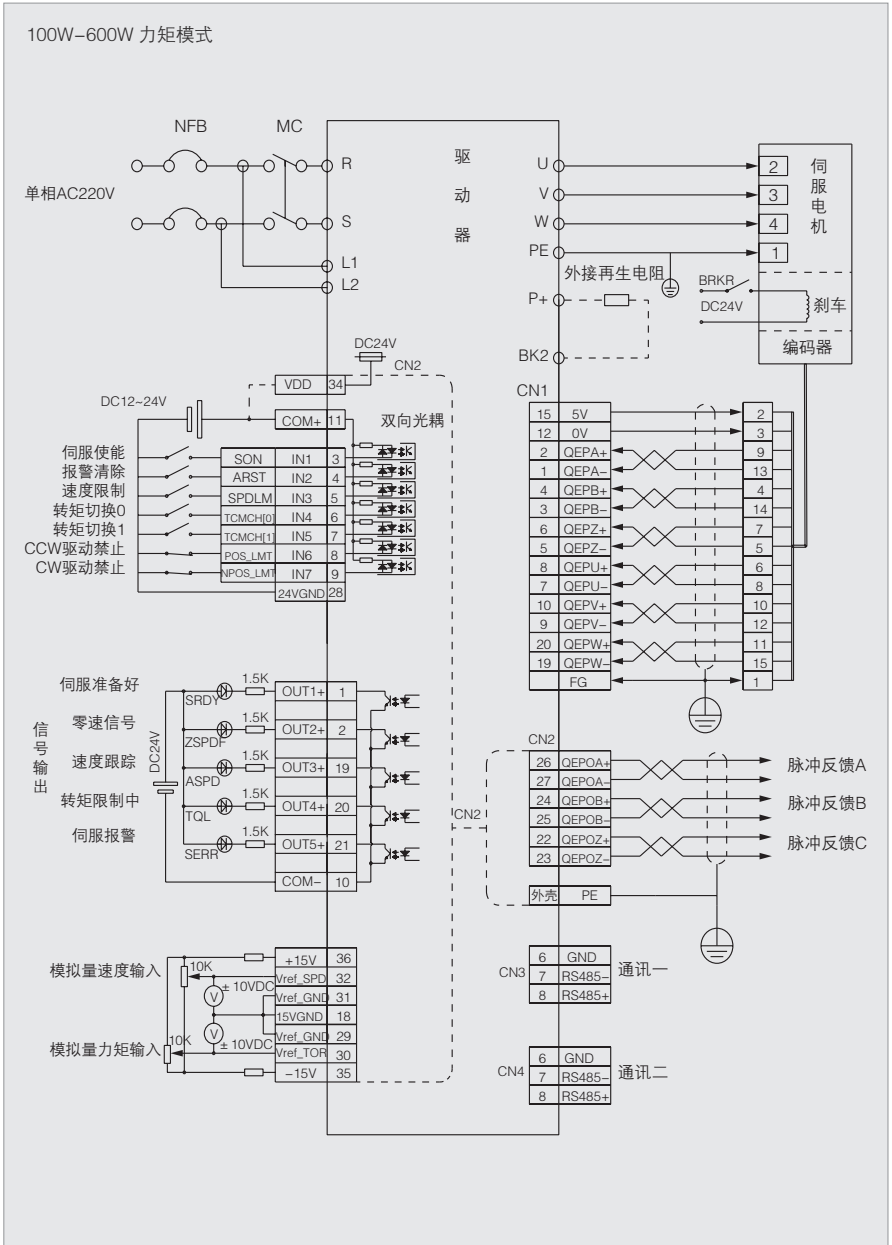 100W-600W 力矩模式
NFB
MC
单相AC220V
R
S
L1
L2
驱动器
U
V
W
PE
外接再生电阻
P+
BK2
2
3
4
1
伺服电机
BRKR
DC24V
刹车
编码器
DC24V
CN2
VDD 34
DC12~24V
COM+ 11
双向光耦
伺服使能 SON IN1 3
报警清除 ARST IN2 4
速度限制 SPDLM IN3 5
转矩切换0 TCMCH[0] IN4 6
转矩切换1 TCMCH[1] IN5 7
CCW驱动禁止 POS_LMT IN6 8
CW驱动禁止 NPOS_LMT IN7 9
24VGND 28
CN1
15 5V 2
12 0V 3
2 QEPA+ 9
1 QEPA- 13
4 QEPB+ 4
3 QEPB- 14
6 QEPZ+ 7
5 QEPZ- 5
8 QEPU+ 6
7 QEPU- 8
10 QEPV+ 10
9 QEPV- 12
20 QEPW+ 11
19 QEPW- 15
FG 1
信号输出
DC24V
伺服准备好 SRDY 1.5K OUT1+ 1
零速信号 ZSPDF 1.5K OUT2+ 2
速度跟踪 ASPD 1.5K OUT3+ 19
转矩限制中 TQL 1.5K OUT4+ 20
伺服报警 SERR 1.5K OUT5+ 21
COM- 10
CN2
CN2
26 QEPOA+
27 QEPOA-
脉冲反馈A
24 QEPOB+
25 QEPOB-
脉冲反馈B
22 QEPOZ+
23 QEPOZ-
脉冲反馈C
外壳 PE
模拟量速度输入
10K
±10VDC
V
+15V 36
Vref_SPD 32
Vref_GND 31
15VGND 18
Vref_GND 29
Vref_TOR 30
-15V 35
模拟量力矩输入
10K
±10VDC
V
CN3
6 GND
7 RS485-
8 RS485+
通讯一
CN4
6 GND
7 RS485-
8 RS485+
通讯二